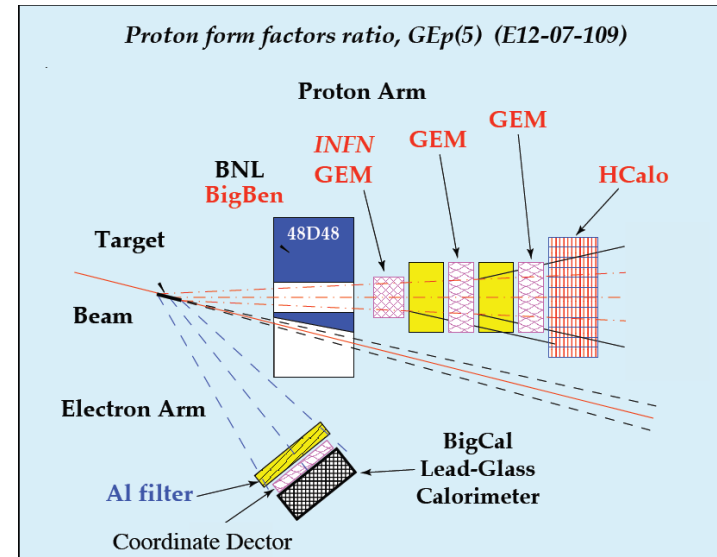 Proton form factors ratio, GEp(5) (E12-07-109)
Proton Arm
GEM
GEM
INFN
GEM
BNL
BigBen
HCalo
48D48
Target
Beam
Electron Arm
BigCal
Lead-Glass
Calorimeter
Al filter
Coordinate Dector